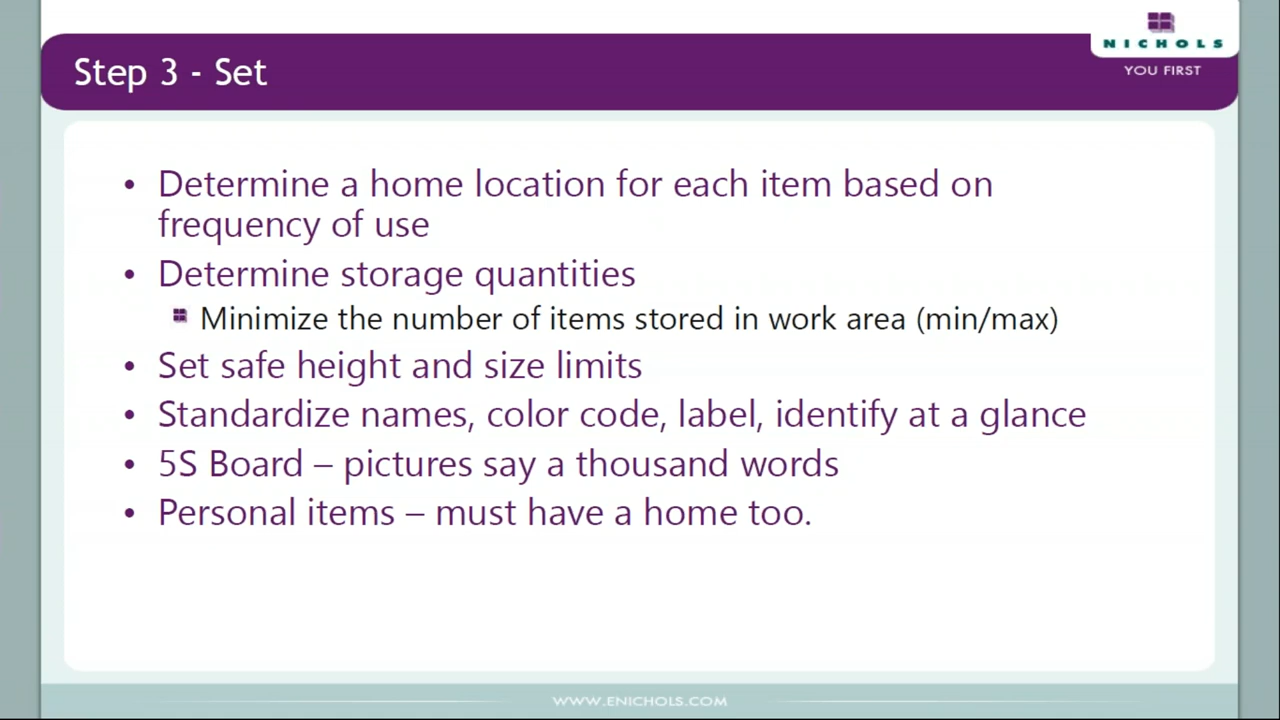 NICHOLS
YOU FIRST
Step 3 - Set
• Determine a home location for each item based on
frequency of use
• Determine storage quantities
Minimize the number of items stored in work area (min/max)
• Set safe height and size limits
• Standardize names, color code, label, identify at a glance
• 5S Board – pictures say a thousand words
• Personal items – must have a home too.
WWW.ENICHOLS.COM